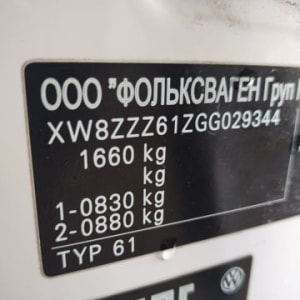 ООО "ФОЛЬКСВАГЕН Груп
XW8ZZZ61ZGG029344
1660 kg
kg
1-0830 kg
2-0880 kg
TYP 61